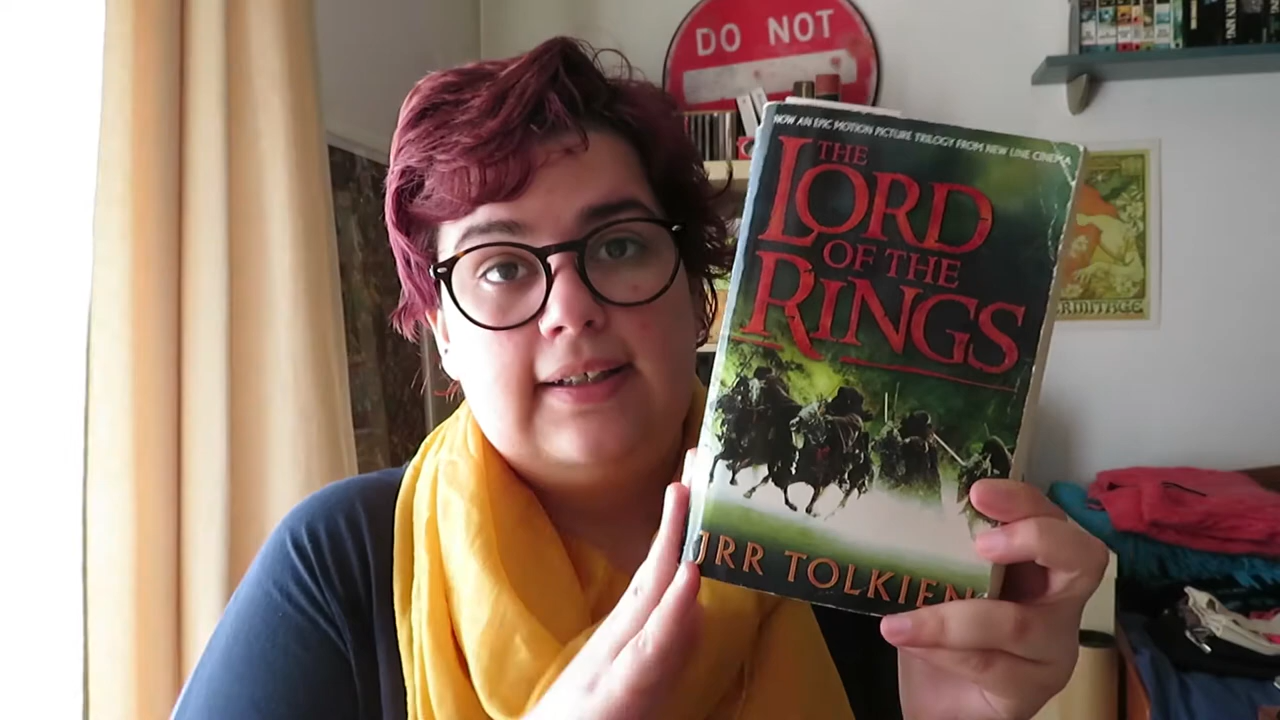 DO NOT
NOW AN EPIC MOTION PICTURE TRILOGY FROM NEW LINE CINEMA
THE
LORD
OF THE
RINGS
JRR TOLKIEN